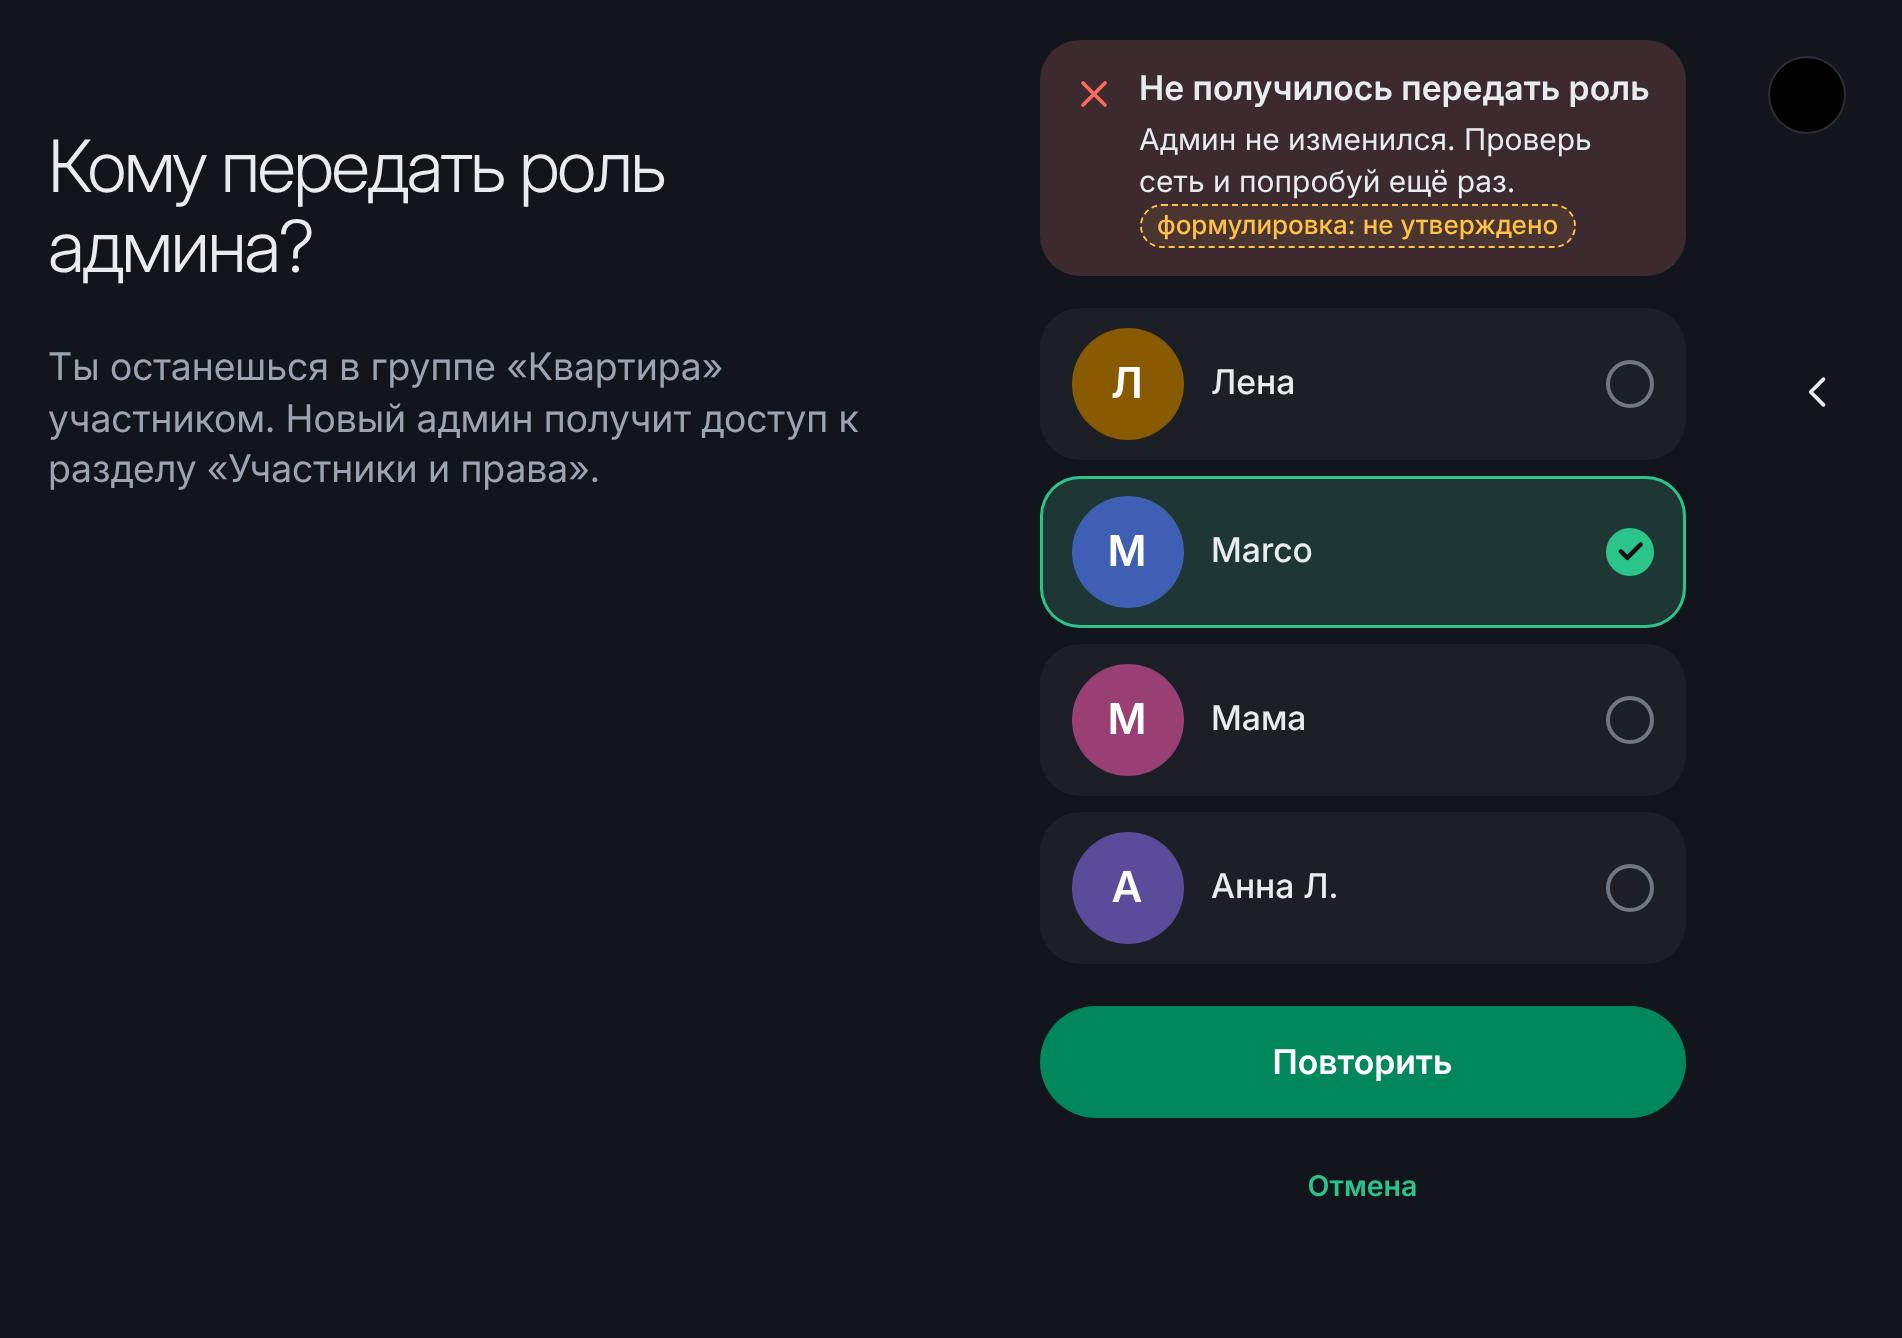 Кому передать роль
админа?
Ты останешься в группе «Квартира»
участником. Новый админ получит доступ к
разделу «Участники и права».
Не получилось передать роль
Админ не изменился. Проверь
сеть и попробуй ещё раз.
формулировка: не утверждено
Л
Лена
M
Marco
М
Мама
А
Анна Л.
Повторить
Отмена